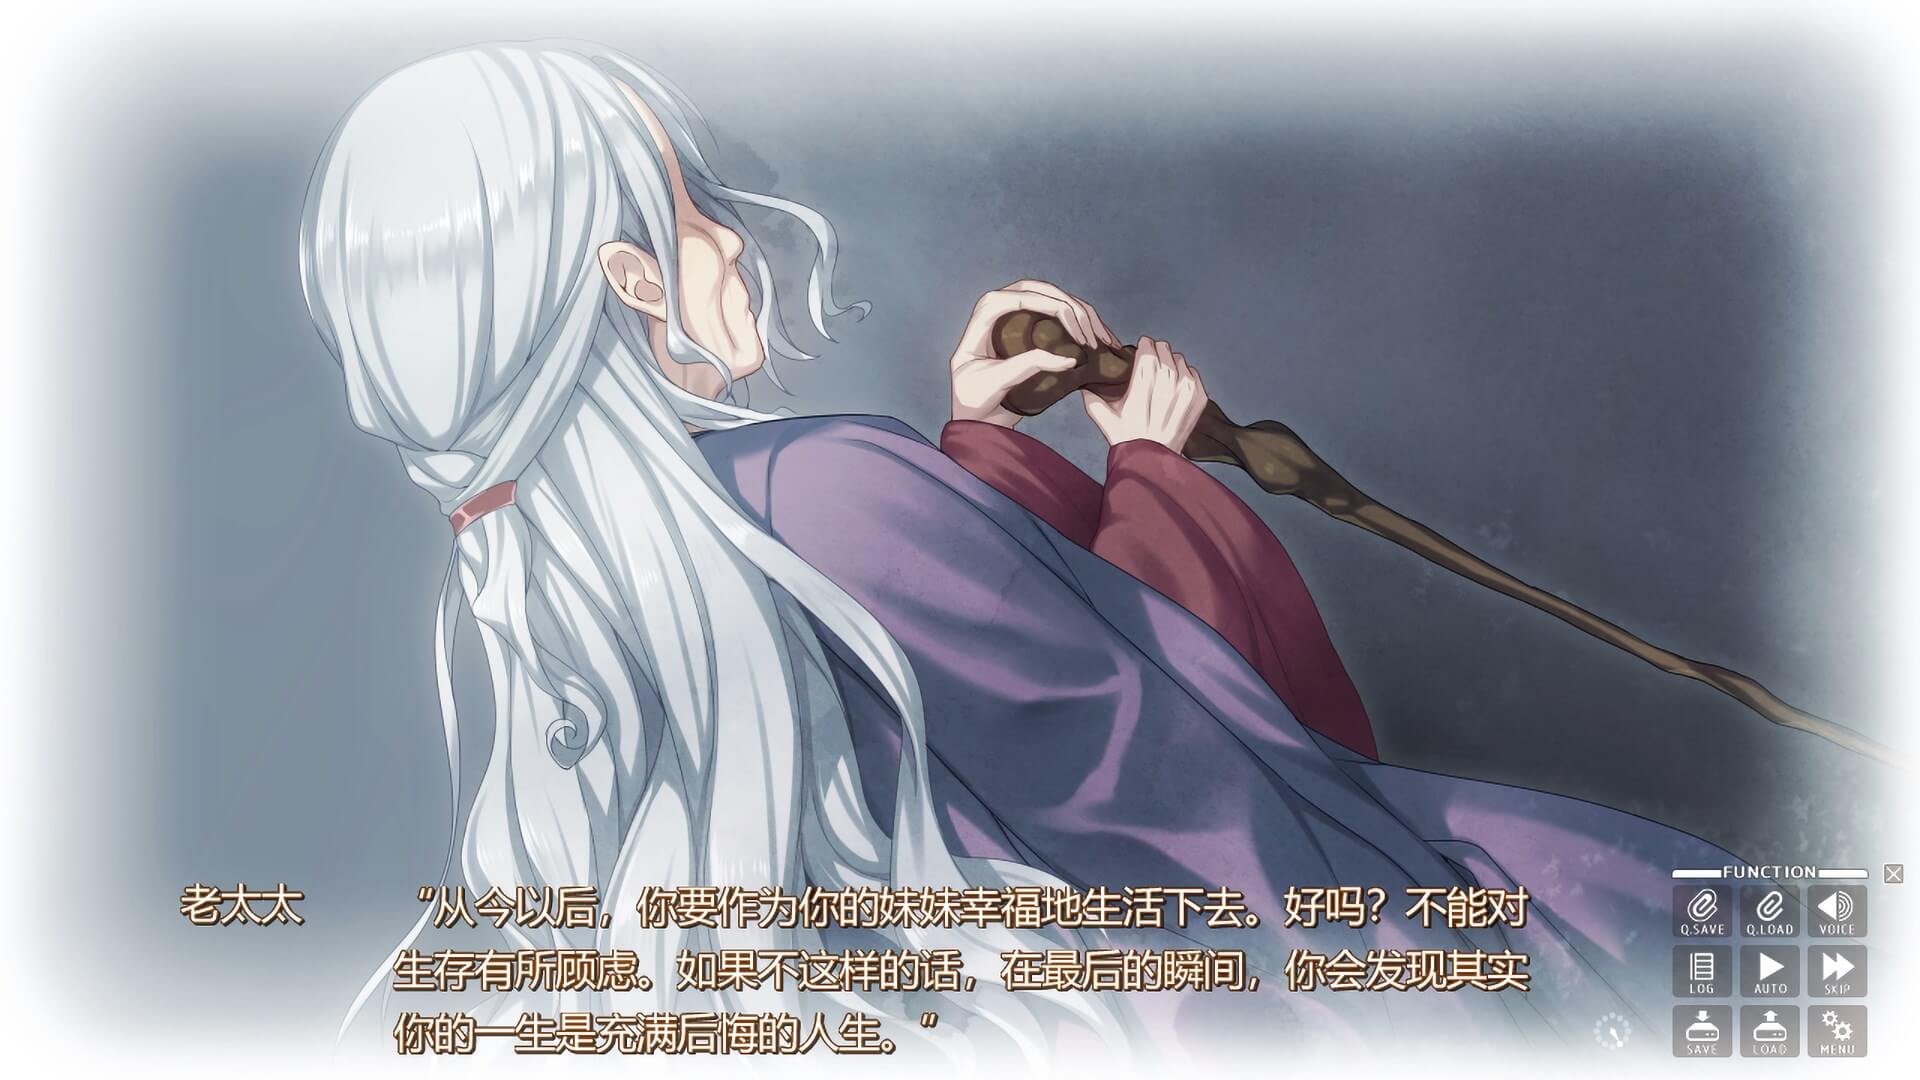 老太太
“从今以后，你要作为你的妹妹幸福地生活下去。好吗？不能对
生存有所顾虑。如果不这样的话，在最后的瞬间，你会发现其实
你的一生是充满后悔的人生。”
FUNCTION
Q.SAVE Q.LOAD VOICE
LOG AUTO SKIP
SAVE LOAD MENU